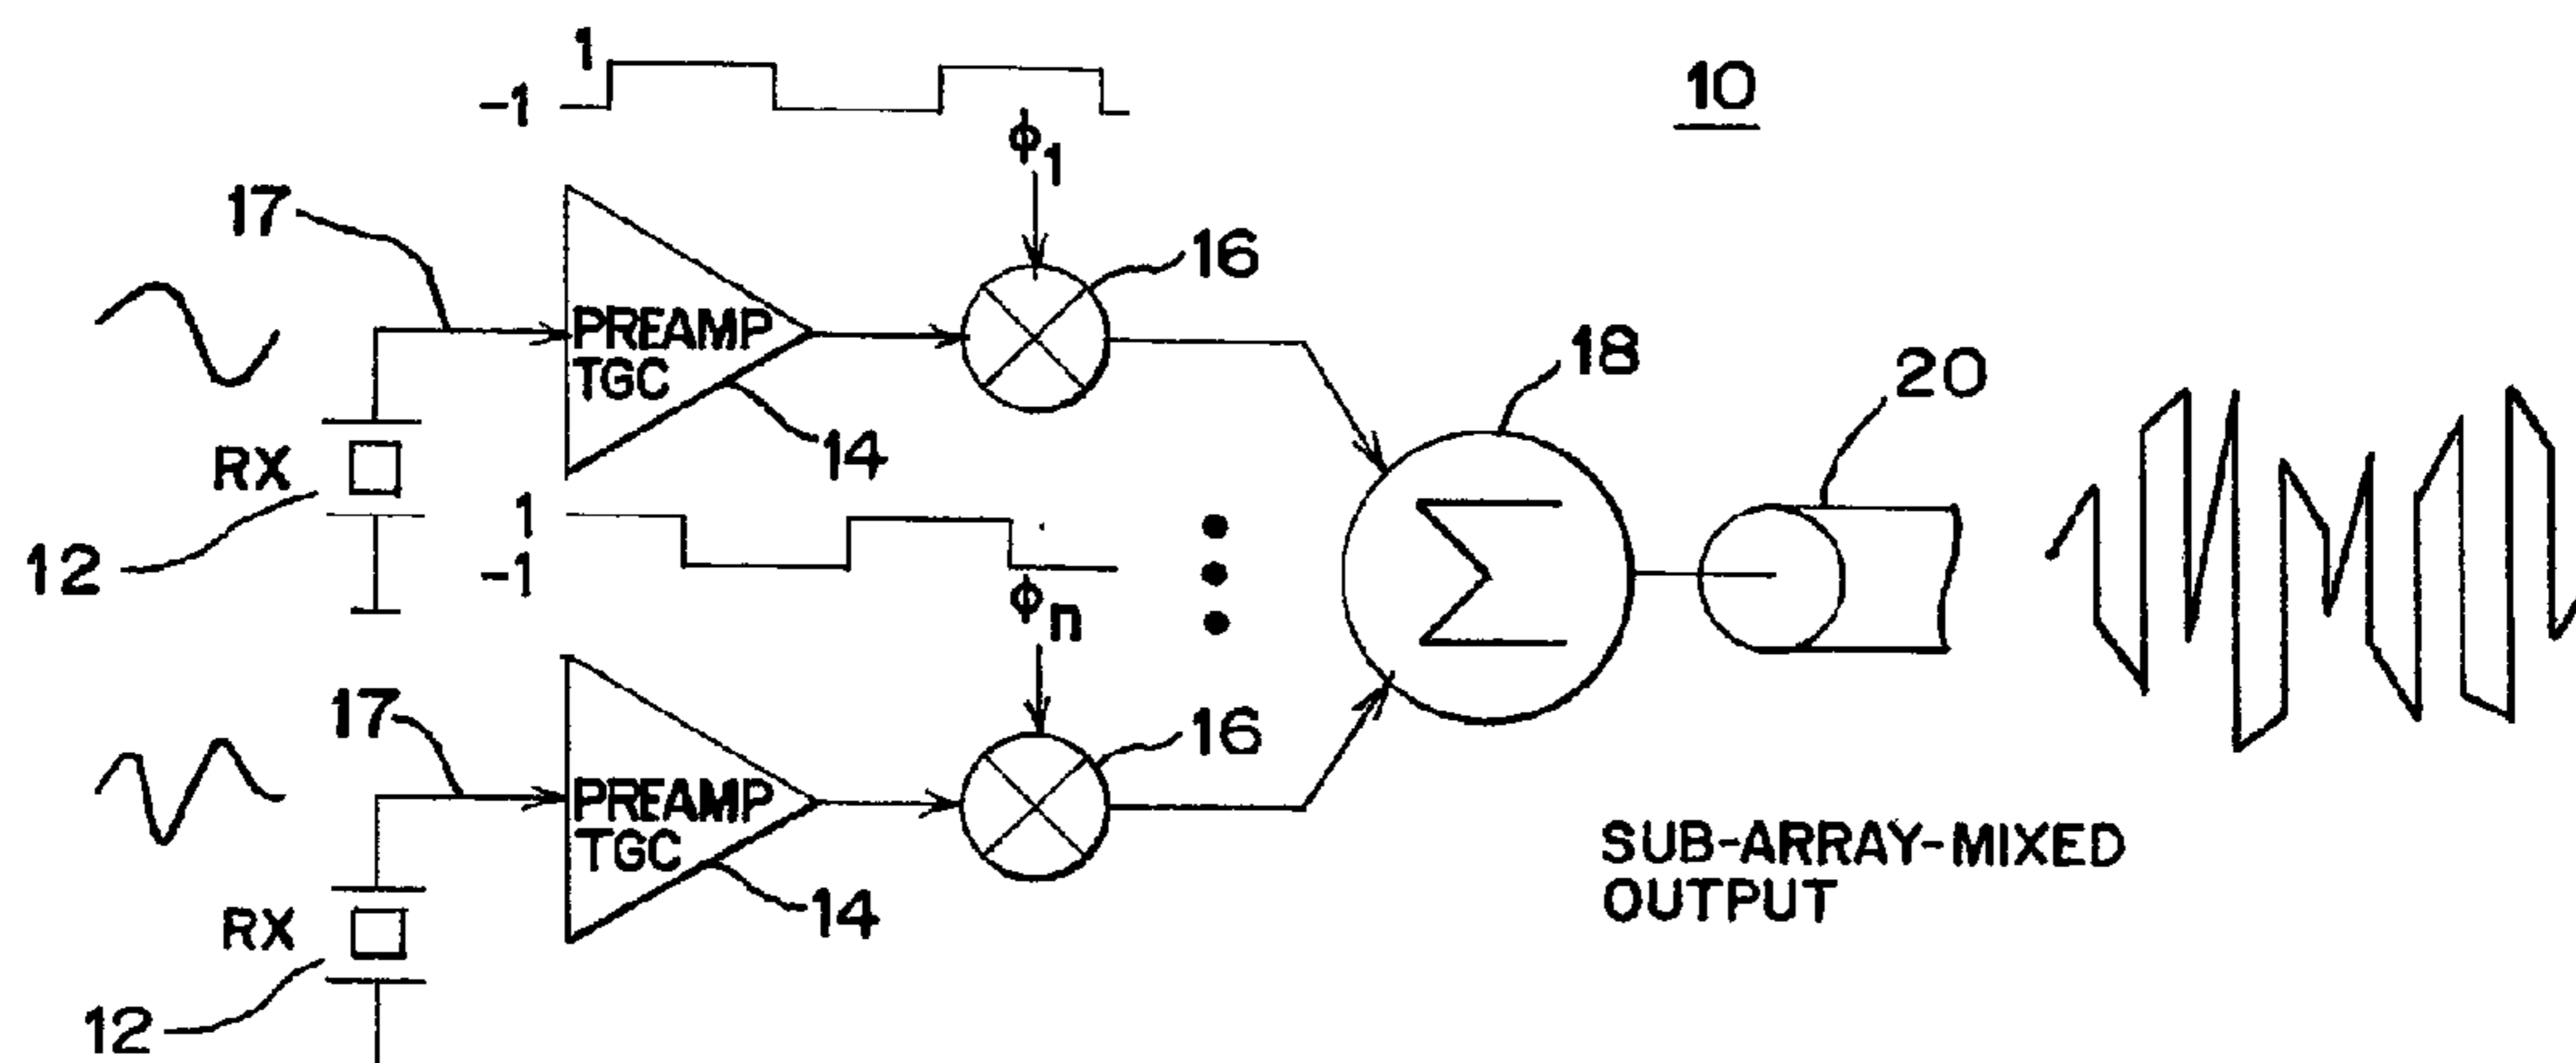 1
-1
10
ϕ1
17
16
PREAMP
TGC
18
20
RX
14
12
1
-1
ϕn
Σ
17
16
PREAMP
TGC
SUB-ARRAY-MIXED
OUTPUT
14
RX
12